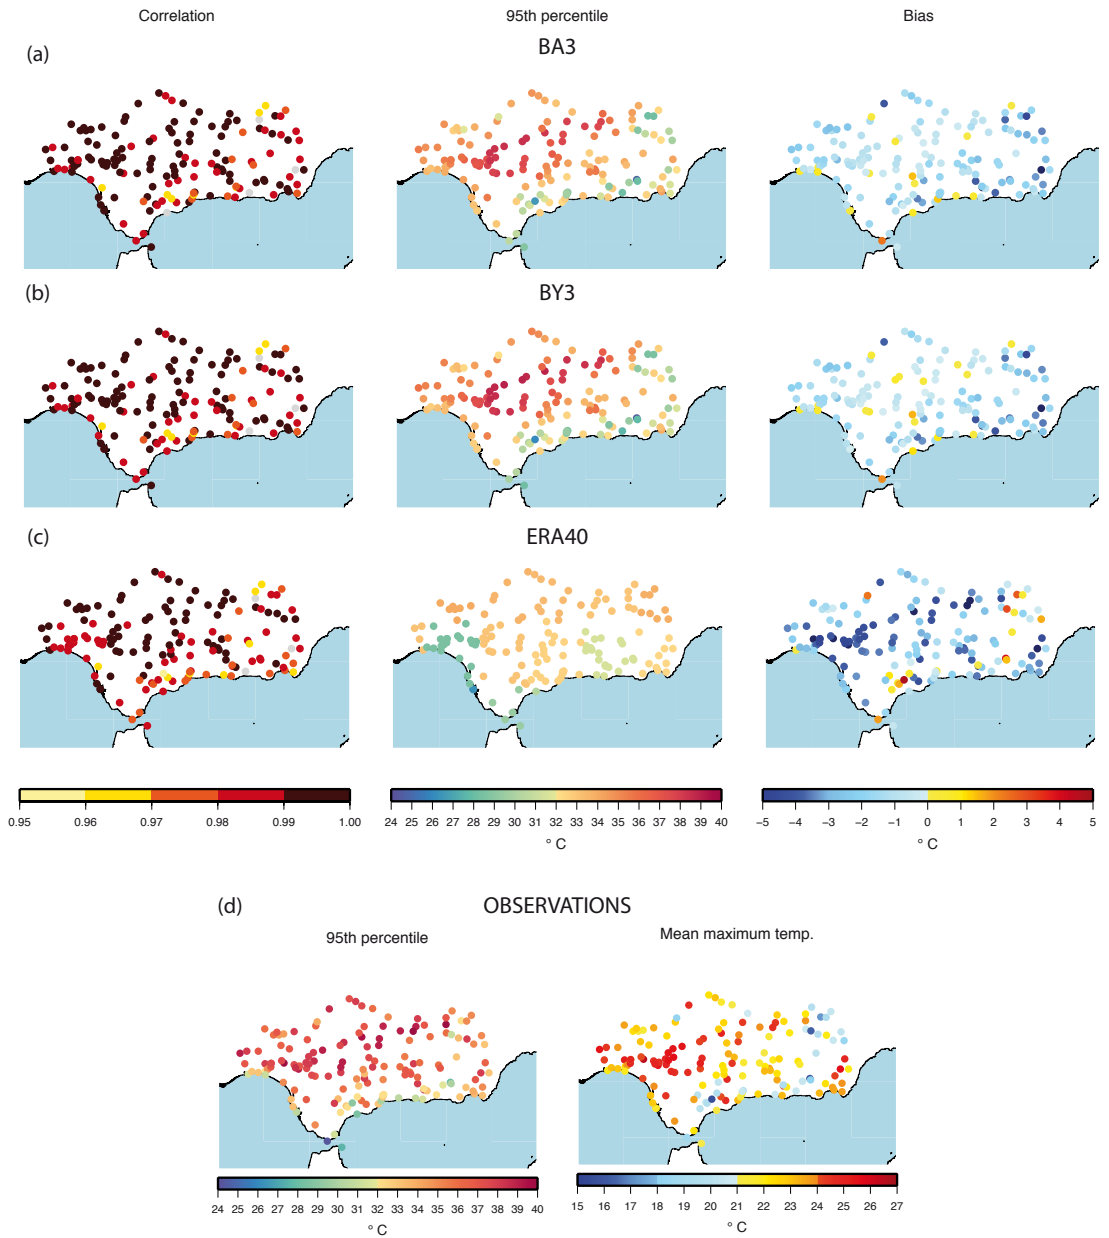 Correlation 95th percentile Bias
(a) BA3
(b) BY3
(c) ERA40
0.95 0.96 0.97 0.98 0.99 1.00
24 25 26 27 28 29 30 31 32 33 34 35 36 37 38 39 40
° C
−5 −4 −3 −2 −1 0 1 2 3 4 5
° C
(d) OBSERVATIONS
95th percentile Mean maximum temp.
24 25 26 27 28 29 30 31 32 33 34 35 36 37 38 39 40
° C
15 16 17 18 19 20 21 22 23 24 25 26 27
° C